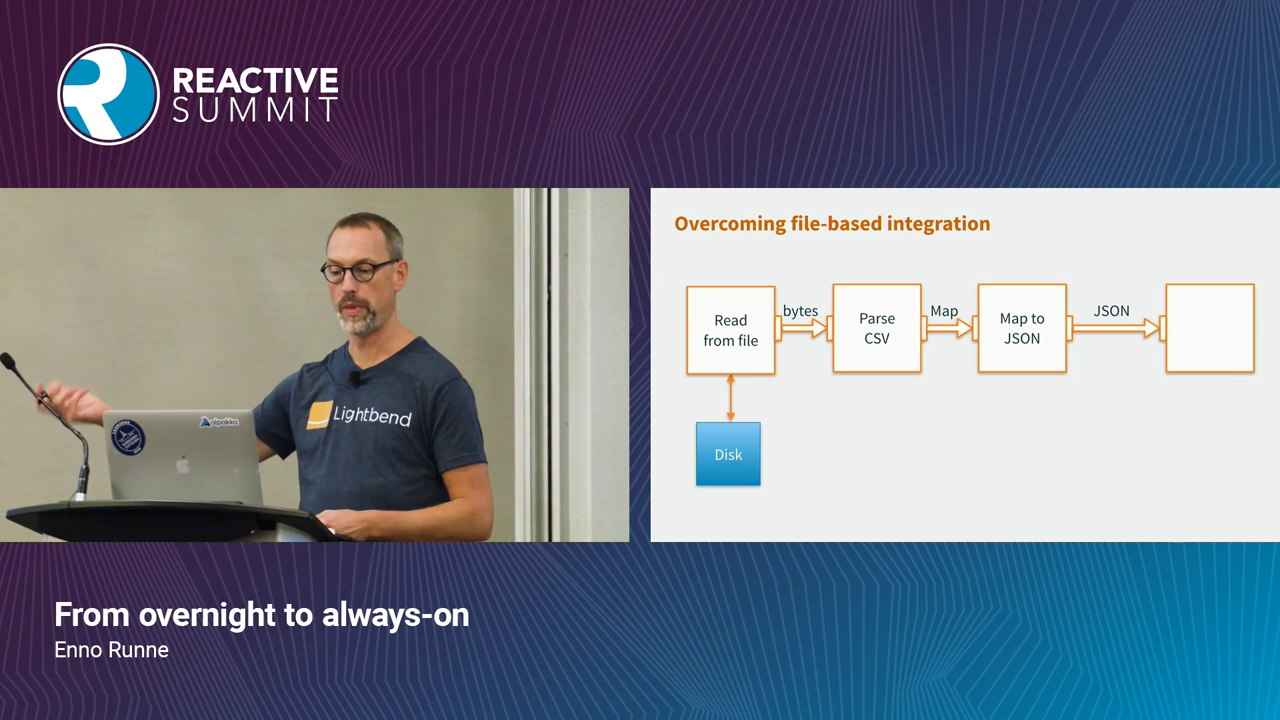 REACTIVE
SUMMIT
Lightbend
alpakka
Overcoming file-based integration
Read
from file
bytes
Parse
CSV
Map
Map to
JSON
JSON
Disk
From overnight to always-on
Enno Runne